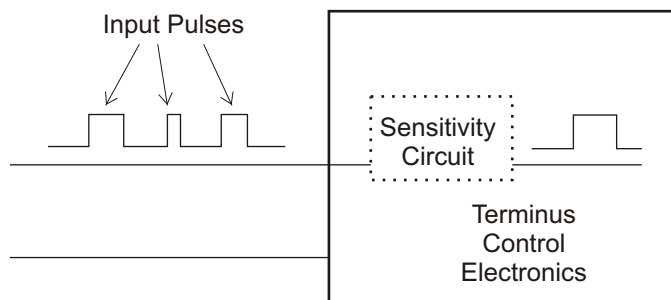 Input Pulses
Sensitivity
Circuit
Terminus
Control
Electronics